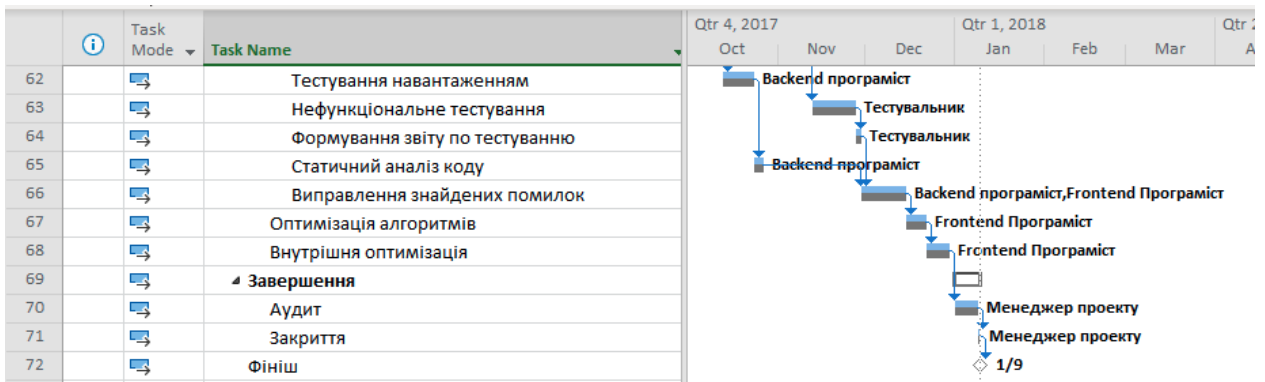 Task Qtr 4, 2017 Qtr 1, 2018 Qtr
Mode Task Name Oct Nov Dec Jan Feb Mar
62 Тестування навантаженням Backend програміст
63 Нефункціональне тестування Тестувальник
64 Формування звіту по тестуванню Тестувальник
65 Статичний аналіз коду Backend програміст
66 Виправлення знайдених помилок Backend програміст,Frontend Програміст
67 Оптимізація алгоритмів Frontend Програміст
68 Внутрішня оптимізація Frontend Програміст
69 Завершення
70 Аудит Менеджер проекту
71 Закриття Менеджер проекту
72 Фініш 1/9